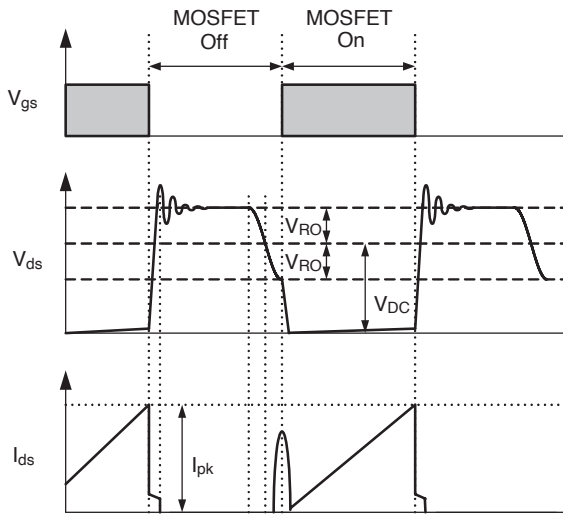 MOSFET
Off
MOSFET
On
Vgs
Vds
VRO
VRO
VDC
Ids
Ipk